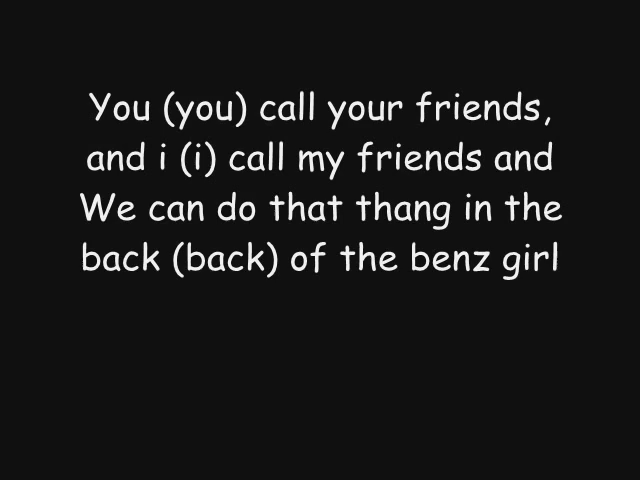 You (you) call your friends,
and i (i) call my friends and
We can do that thang in the
back (back) of the benz girl